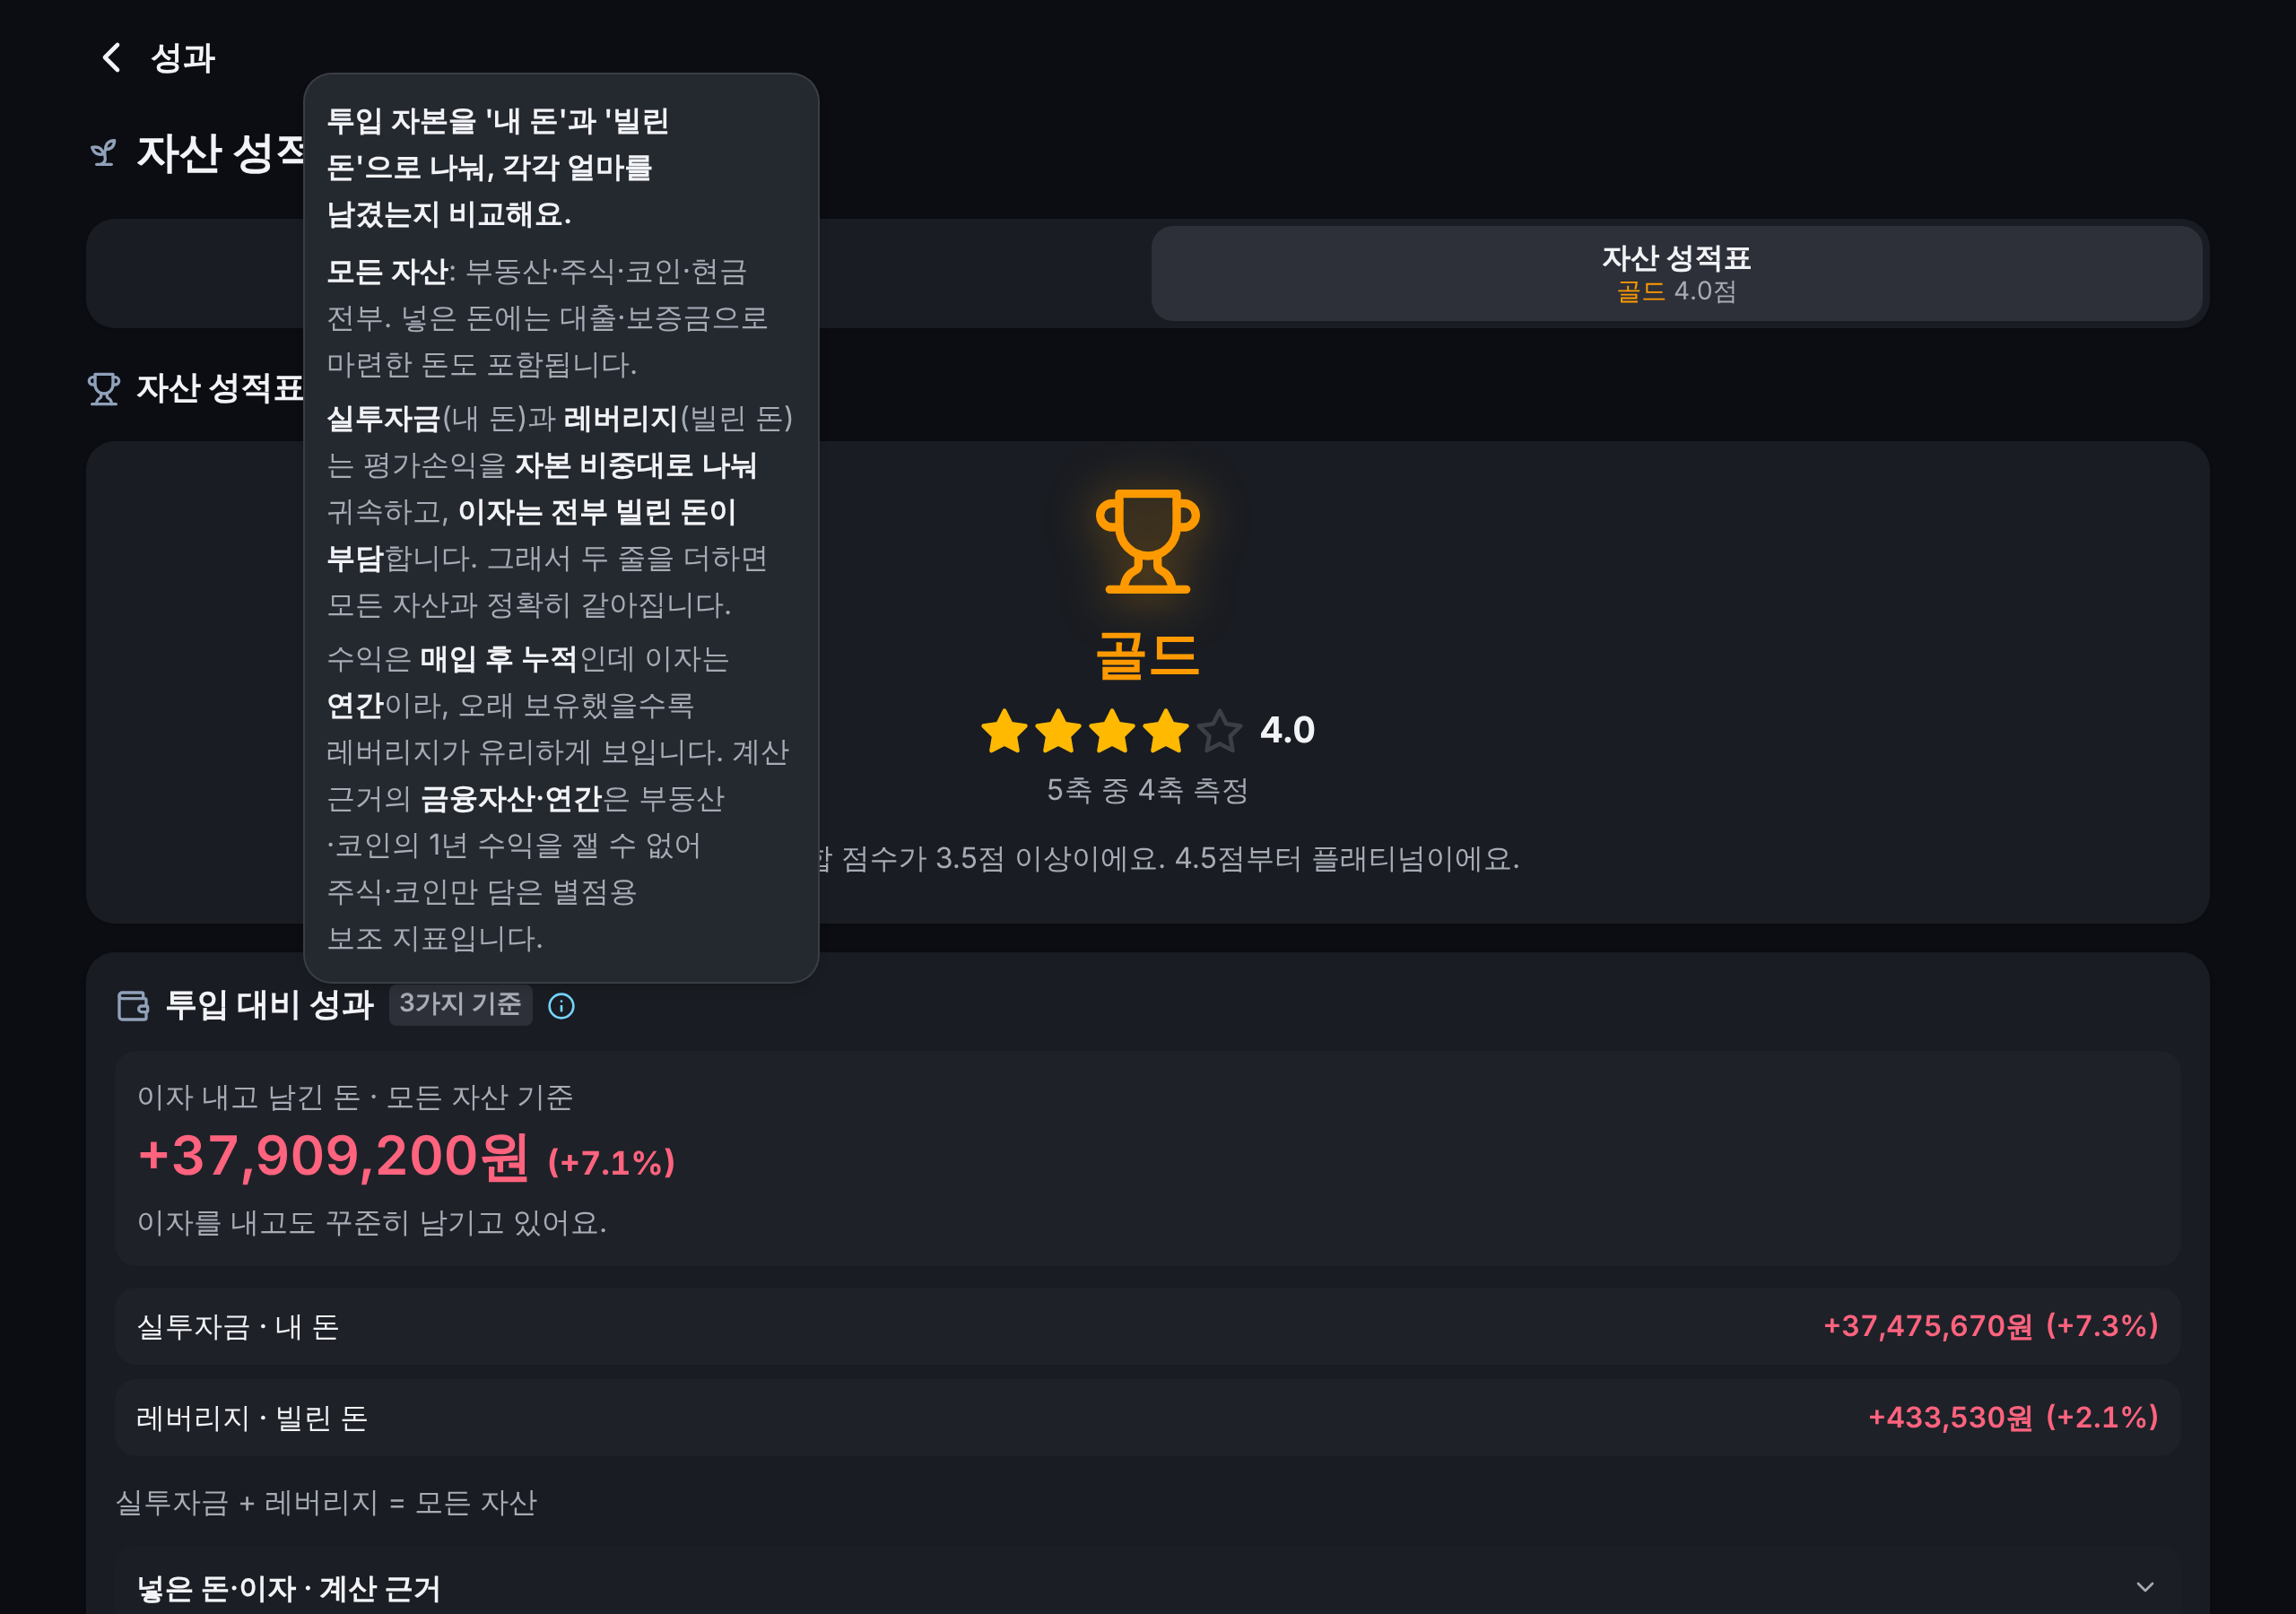 성과
자산 성적
투입 자본을 '내 돈'과 '빌린
돈'으로 나눠, 각각 얼마를
남겼는지 비교해요.
모든 자산: 부동산·주식·코인·현금
전부. 넣은 돈에는 대출·보증금으로
마련한 돈도 포함됩니다.
실투자금(내 돈)과 레버리지(빌린 돈)
는 평가손익을 자본 비중대로 나눠
귀속하고, 이자는 전부 빌린 돈이
부담합니다. 그래서 두 줄을 더하면
모든 자산과 정확히 같아집니다.
수익은 매입 후 누적인데 이자는
연간이라, 오래 보유했을수록
레버리지가 유리하게 보입니다. 계산
근거의 금융자산·연간은 부동산
·코인의 1년 수익을 잴 수 없어
주식·코인만 담은 별점용
보조 지표입니다.
자산 성적표
골드 4.0점
자산 성적표
골드
4.0
5축 중 4축 측정
점수가 3.5점 이상이에요. 4.5점부터 플래티넘이에요.
투입 대비 성과 3가지 기준
이자 내고 남긴 돈 · 모든 자산 기준
+37,909,200원 (+7.1%)
이자를 내고도 꾸준히 남기고 있어요.
실투자금 · 내 돈 +37,475,670원 (+7.3%)
레버리지 · 빌린 돈 +433,530원 (+2.1%)
실투자금 + 레버리지 = 모든 자산
넣은 돈·이자 · 계산 근거